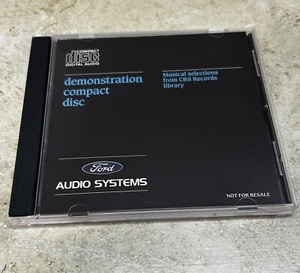 COMPACT
disc
DIGITAL AUDIO
demonstration
compact
disc
Musical selections
from CBS Records
library
Ford
AUDIO SYSTEMS
NOT FOR RESALE